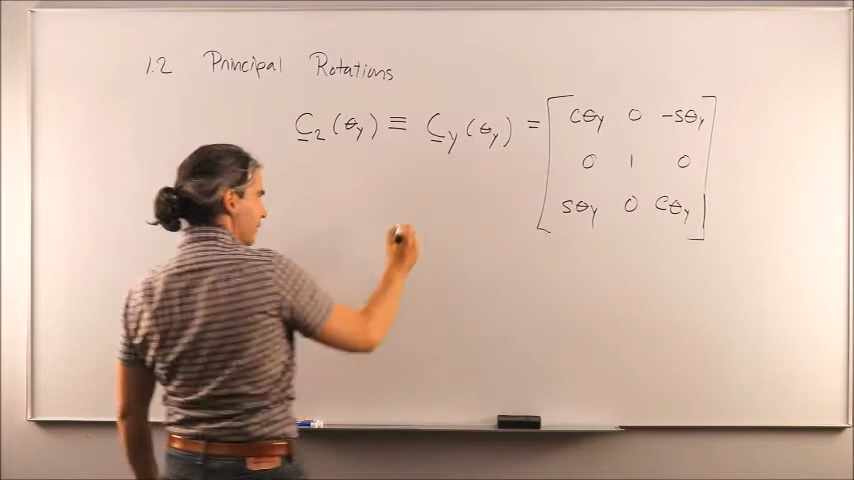 1.2 Principal Rotations
C₂(θy) ≡ Cy(θy) = [cθy 0 -sθy
0 1 0
sθy 0 cθy]